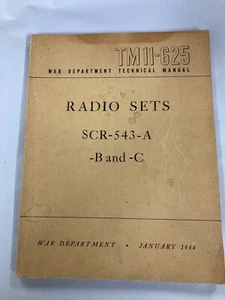 TM11-625
WAR DEPARTMENT TECHNICAL MANUAL
RADIO SETS
SCR-543-A
-B and -C
WAR DEPARTMENT • JANUARY 1944